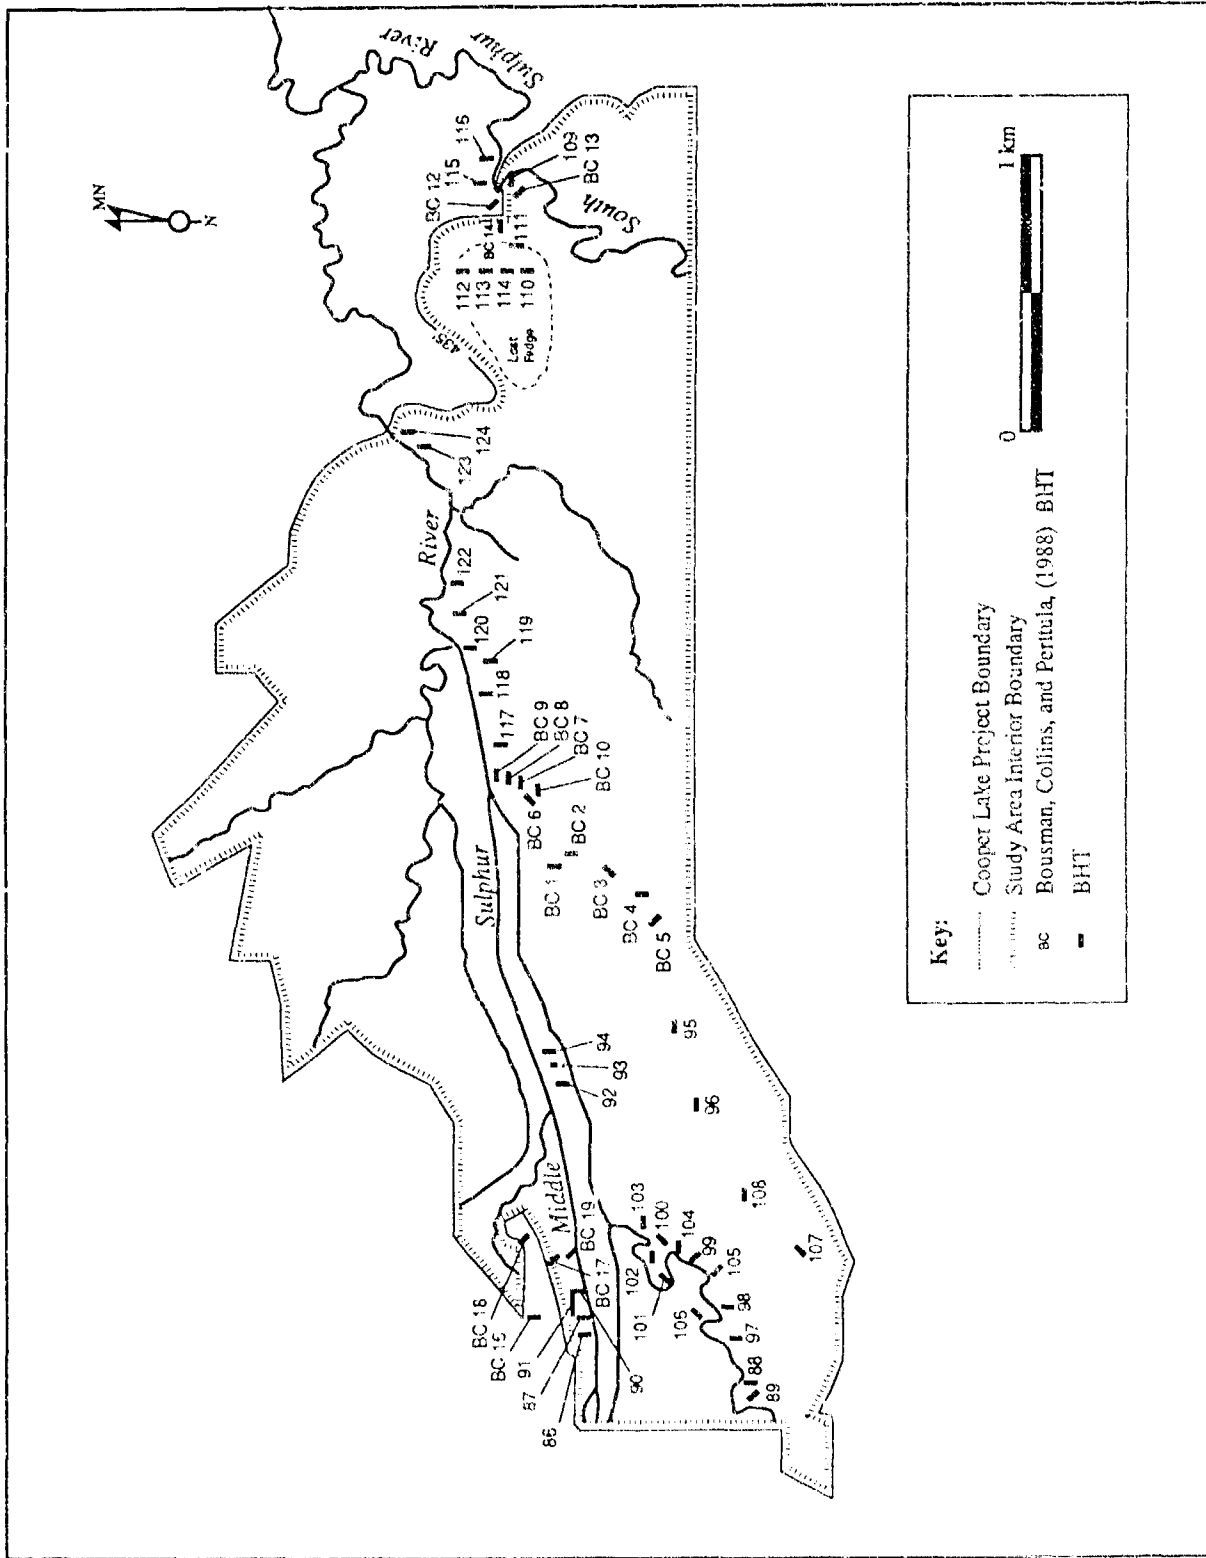 MN
N
River
Sulphur
South
116
115
109
BC 12
BC 13
BC 14
111
112
113
114
110
435'
124
123
River
122
121
120
119
118
117
BC 9
BC 8
BC 7
BC 10
BC 6
BC 2
BC 1
BC 3
BC 4
BC 5
Sulphur
94
93
92
95
96
Middle
103
100
104
99
105
102
101
106
98
97
88
89
108
107
BC 19
BC 17
BC 15
91
87
86
90
Key:
Cooper Lake Project Boundary
Study Area Interior Boundary
BC Bousman, Collins, and Perttula, (1988) BHT
BHT
0 1 km